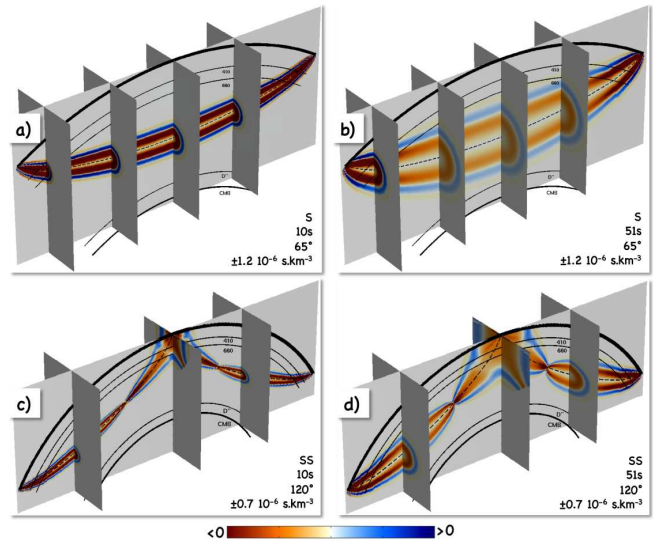 a)
410
660
D"
CMB
S
10s
65°
±1.2 10⁻⁶ s.km⁻³
b)
410
660
D"
CMB
S
51s
65°
±1.2 10⁻⁶ s.km⁻³
c)
410
660
D"
CMB
SS
10s
120°
±0.7 10⁻⁶ s.km⁻³
d)
410
660
D"
CMB
SS
51s
120°
±0.7 10⁻⁶ s.km⁻³
<0 >0